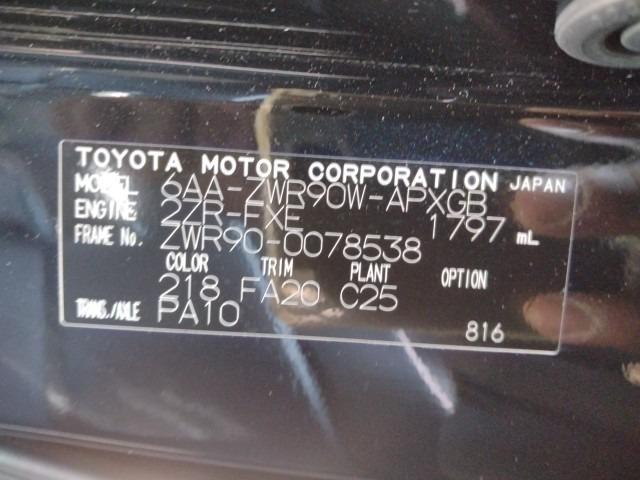 TOYOTA MOTOR CORPORATION JAPAN
MODEL 6AA-ZWR90W-APXGB
ENGINE 2ZR-FXE 1797 mL
FRAME No. ZWR90-0078538
COLOR TRIM PLANT OPTION
218 FA20 C25
TRANS./AXLE PA10 816